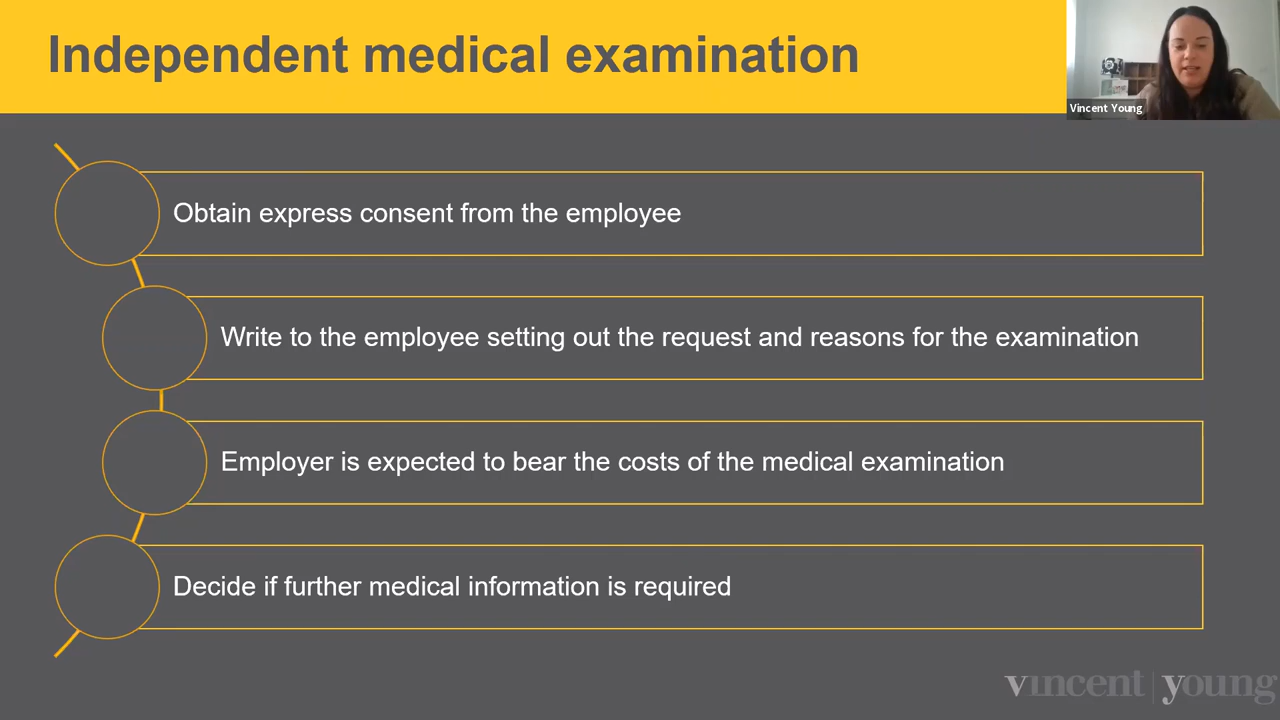 Independent medical examination
Vincent Young
Obtain express consent from the employee
Write to the employee setting out the request and reasons for the examination
Employer is expected to bear the costs of the medical examination
Decide if further medical information is required
vincent | young